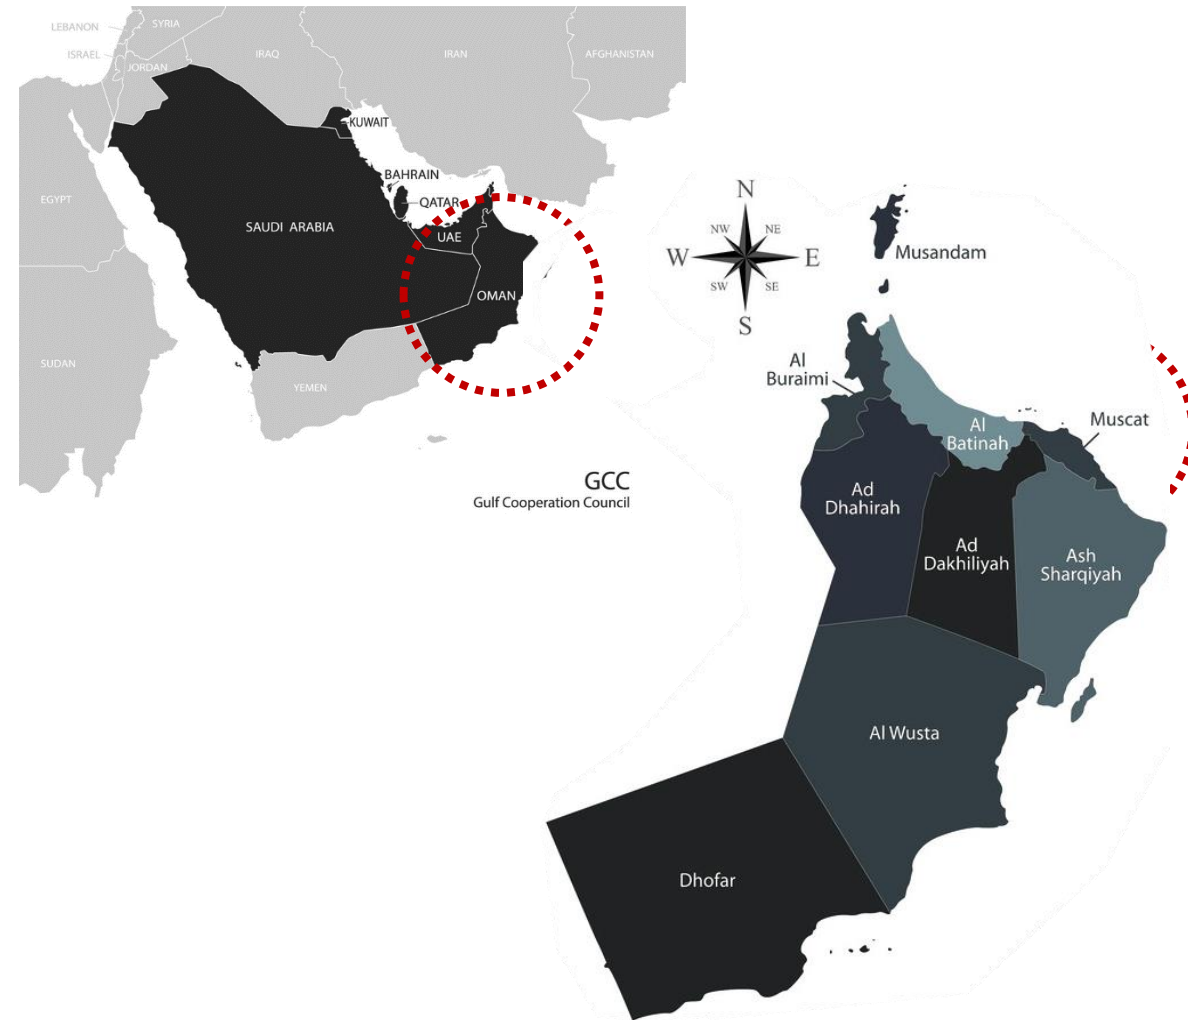 LEBANON
SYRIA
ISRAEL
JORDAN
IRAQ
IRAN
AFGHANISTAN
KUWAIT
BAHRAIN
QATAR
EGYPT
SAUDI ARABIA
UAE
OMAN
SUDAN
YEMEN
GCC
Gulf Cooperation Council
N
NW
NE
W
E
SW
SE
S
Musandam
Al
Buraimi
Muscat
Al
Batinah
Ad
Dhahirah
Ad
Dakhiliyah
Ash
Sharqiyah
Al Wusta
Dhofar